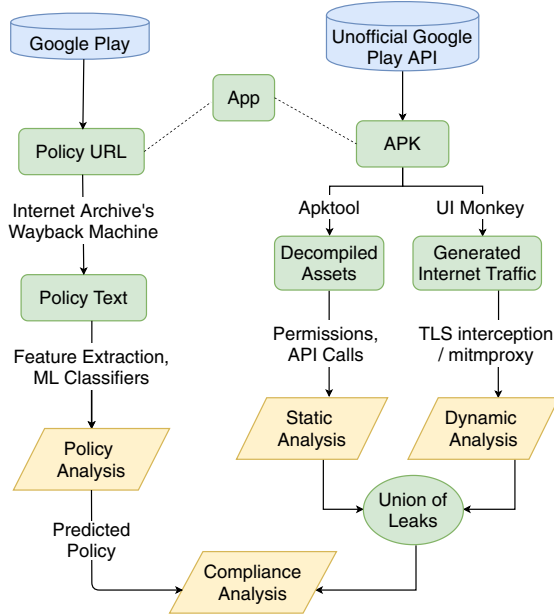 Google Play
Unofficial Google
Play API
App
Policy URL
APK
Internet Archive's
Wayback Machine
Apktool
UI Monkey
Decompiled
Assets
Generated
Internet Traffic
Policy Text
Permissions,
API Calls
TLS interception
/ mitmproxy
Feature Extraction,
ML Classifiers
Static
Analysis
Dynamic
Analysis
Policy
Analysis
Union of
Leaks
Predicted
Policy
Compliance
Analysis